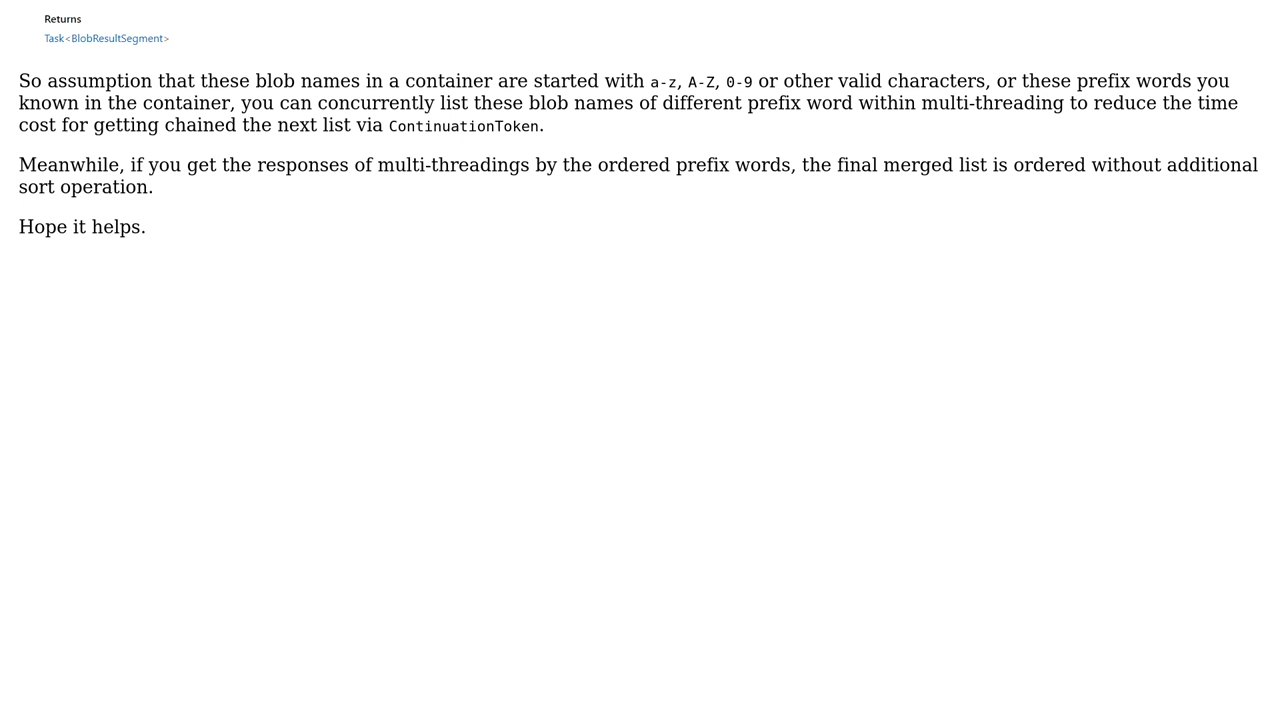 Returns
Task<BlobResultSegment>
So assumption that these blob names in a container are started with a-z, A-Z, 0-9 or other valid characters, or these prefix words you
known in the container, you can concurrently list these blob names of different prefix word within multi-threading to reduce the time
cost for getting chained the next list via ContinuationToken.
Meanwhile, if you get the responses of multi-threadings by the ordered prefix words, the final merged list is ordered without additional
sort operation.
Hope it helps.